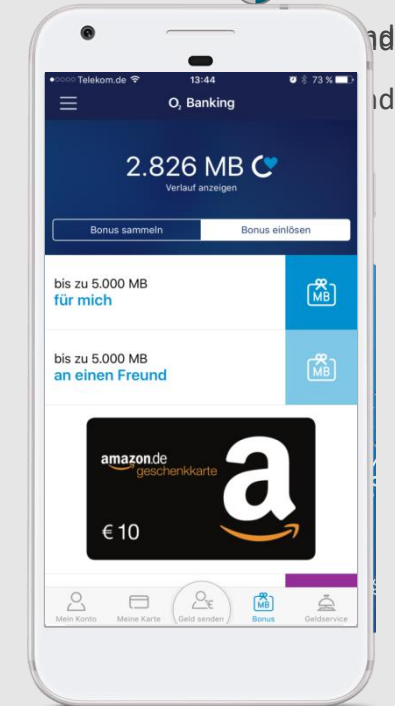 Telekom.de
13:44
73 %
O₂ Banking
2.826 MB
Verlauf anzeigen
Bonus sammeln
Bonus einlösen
bis zu 5.000 MB
für mich
MB
bis zu 5.000 MB
an einen Freund
MB
amazon.de
geschenkkarte
a
€ 10
€
MB
Mein Konto
Meine Karte
Geld senden
Bonus
Geldservice
nd
nd